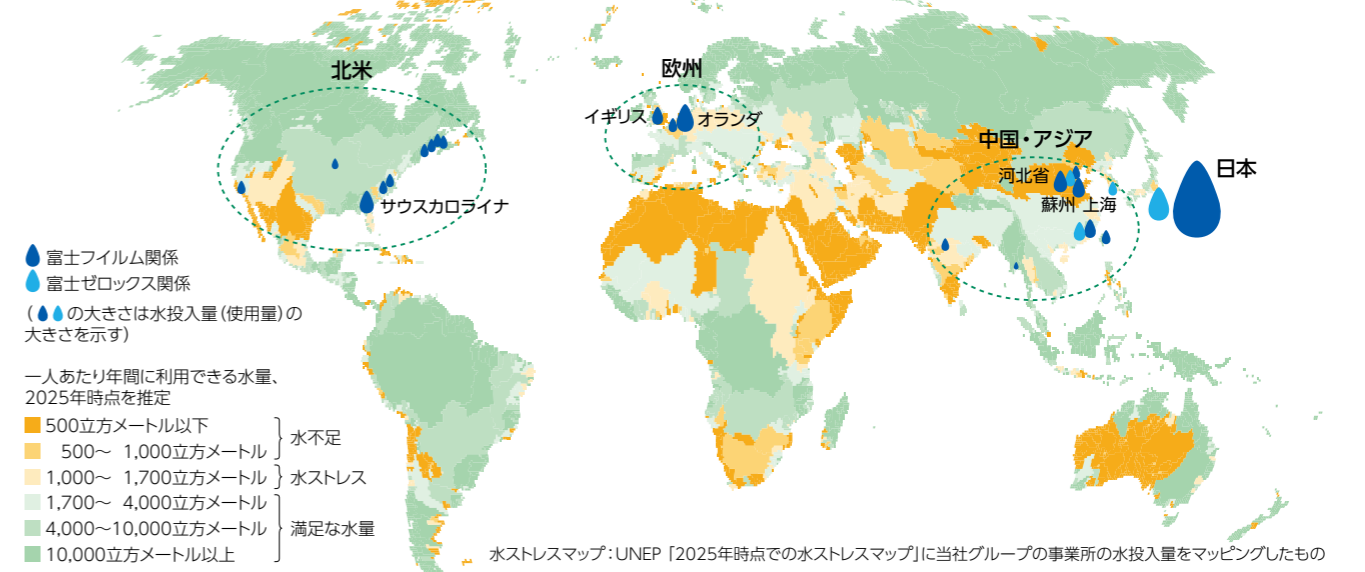 北米
欧州
イギリス
オランダ
中国・アジア
河北省
日本
蘇州 上海
サウスカロライナ
富士フイルム関係
富士ゼロックス関係
(の大きさは水投入量(使用量)の
大きさを示す)
一人あたり年間に利用できる水量、
2025年時点を推定
500立方メートル以下
500〜 1,000立方メートル
水不足
1,000〜 1,700立方メートル
水ストレス
1,700〜 4,000立方メートル
4,000〜10,000立方メートル
満足な水量
10,000立方メートル以上
水ストレスマップ:UNEP「2025年時点での水ストレスマップ」に当社グループの事業所の水投入量をマッピングしたもの